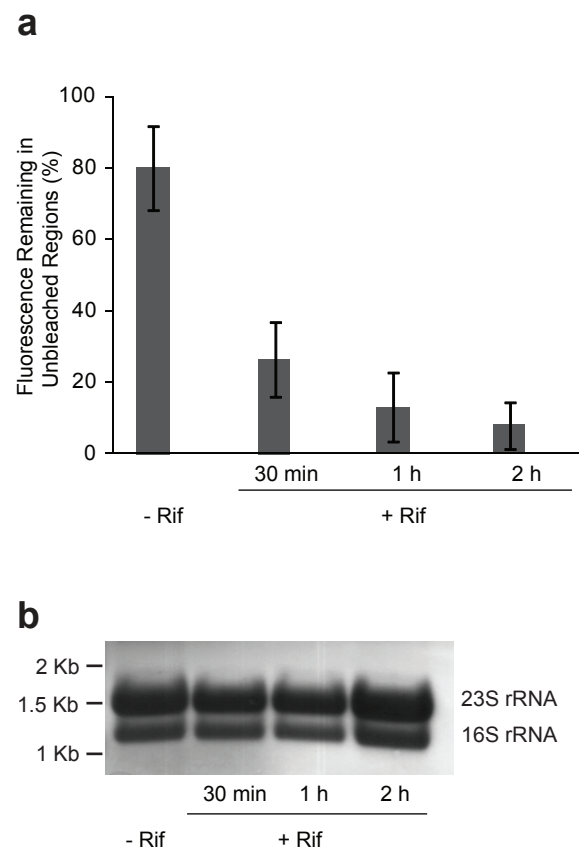 a
Fluorescence Remaining in
Unbleached Regions (%)
100
80
60
40
20
0
30 min 1 h 2 h
- Rif + Rif
b
2 Kb
1.5 Kb
1 Kb
23S rRNA
16S rRNA
30 min 1 h 2 h
- Rif + Rif